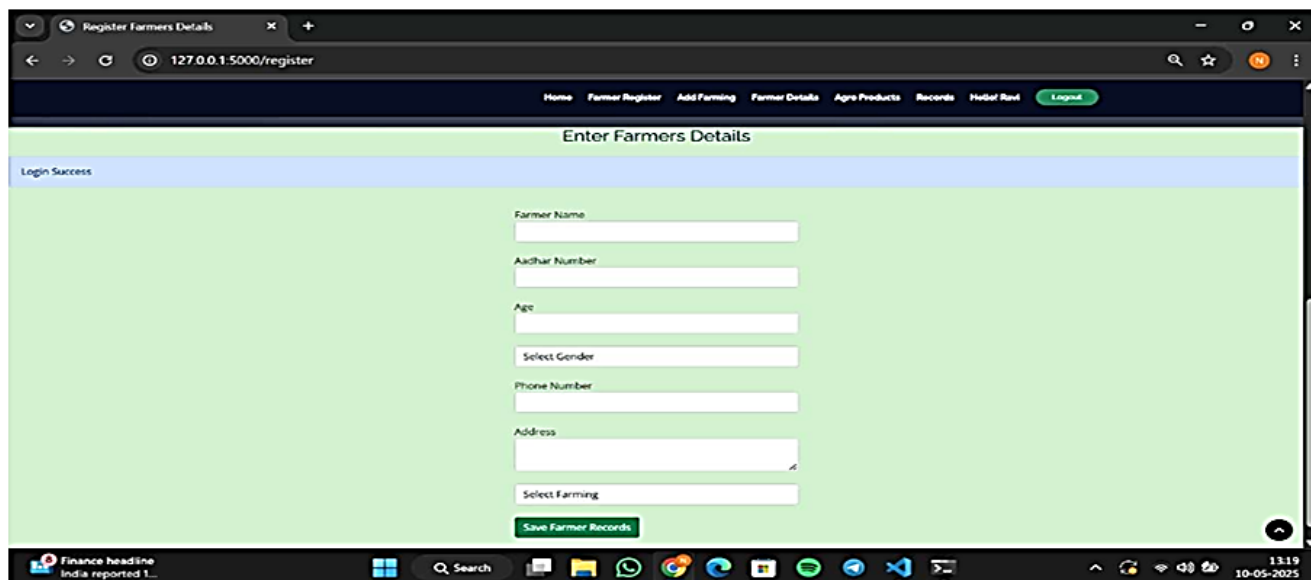 Register Farmers Details
127.0.0.1:5000/register
N
Home Farmer Register Add Farming Farmer Details Agro Products Records Hello! Ravi Logout
Enter Farmers Details
Login Success
Farmer Name
Aadhar Number
Age
Select Gender
Phone Number
Address
Select Farming
Save Farmer Records
Finance headline
India reported 1...
Search
13:19
10-05-2025